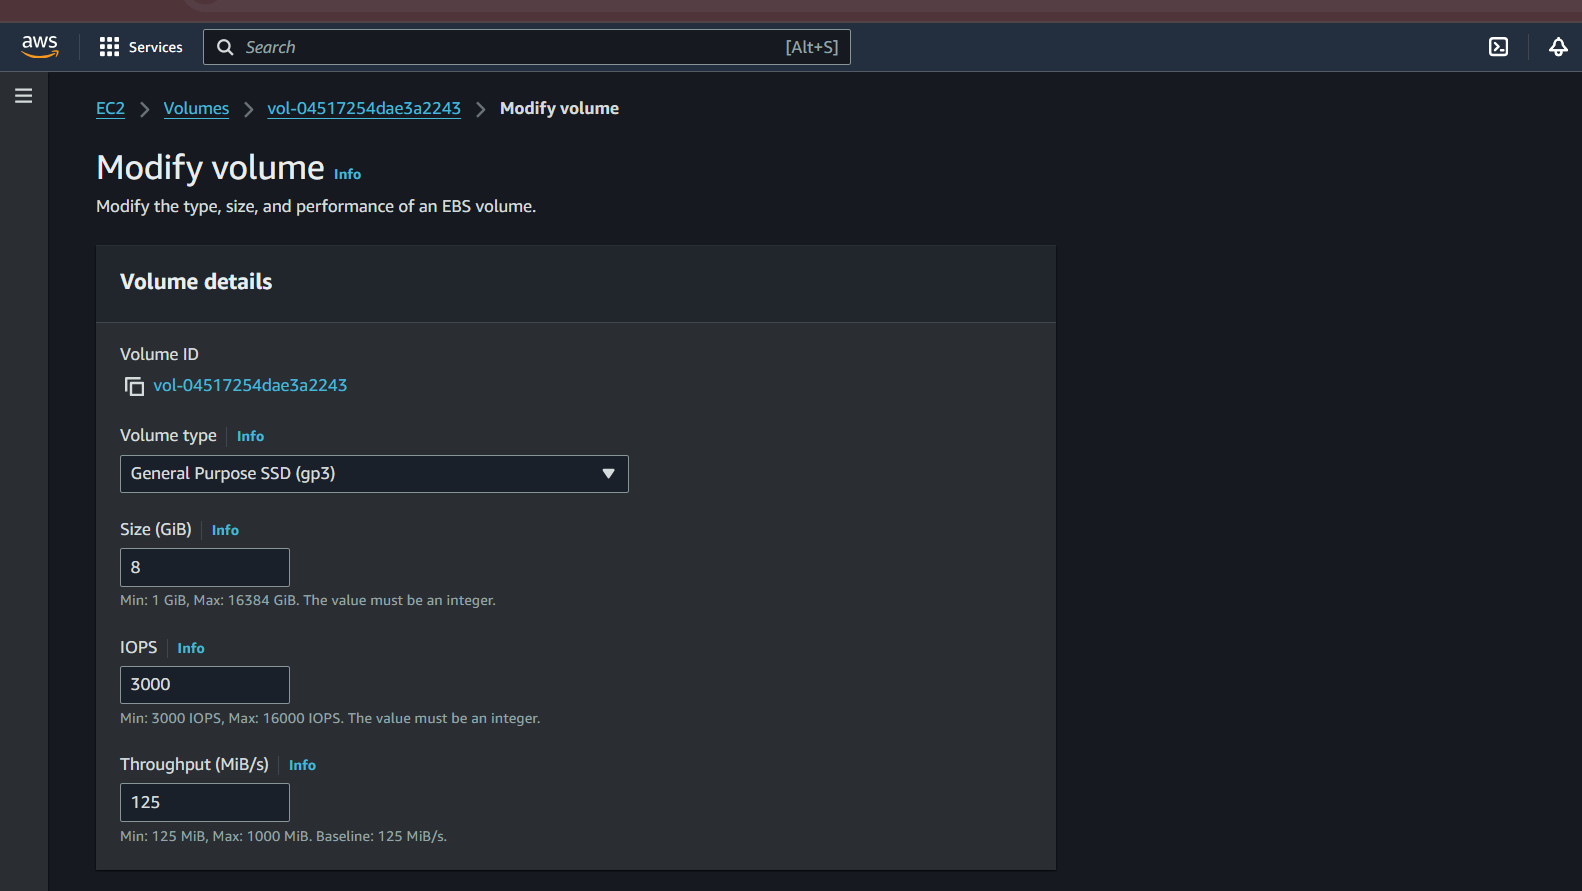 aws Services Search [Alt+S]
EC2 Volumes vol-04517254dae3a2243 Modify volume
Modify volume Info
Modify the type, size, and performance of an EBS volume.
Volume details
Volume ID
vol-04517254dae3a2243
Volume type Info
General Purpose SSD (gp3)
Size (GiB) Info
8
Min: 1 GiB, Max: 16384 GiB. The value must be an integer.
IOPS Info
3000
Min: 3000 IOPS, Max: 16000 IOPS. The value must be an integer.
Throughput (MiB/s) Info
125
Min: 125 MiB, Max: 1000 MiB. Baseline: 125 MiB/s.